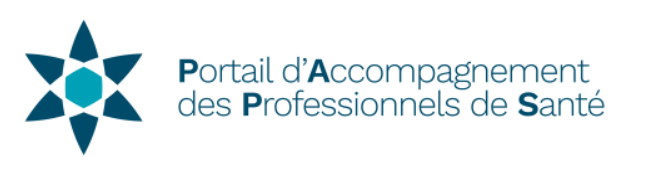 Portail d'Accompagnement
des Professionnels de Santé